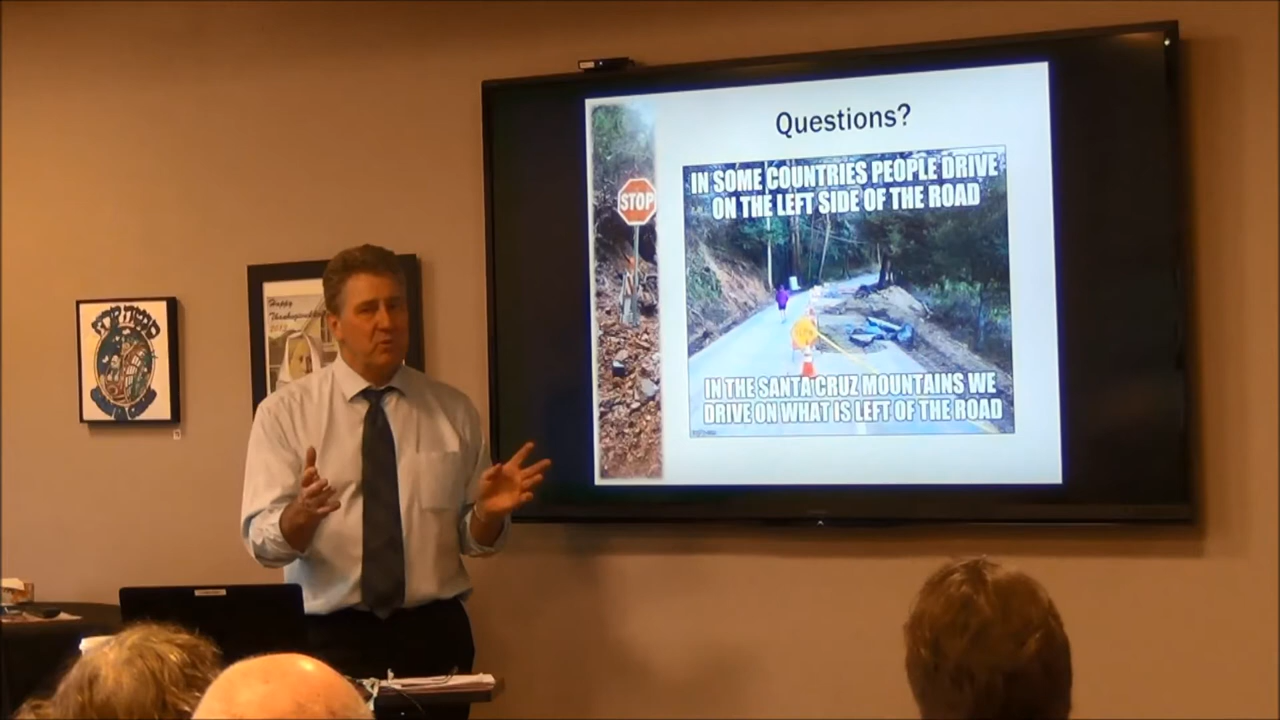 Questions?
IN SOME COUNTRIES PEOPLE DRIVE
ON THE LEFT SIDE OF THE ROAD
STOP
IN THE SANTA CRUZ MOUNTAINS WE
DRIVE ON WHAT IS LEFT OF THE ROAD
Happy